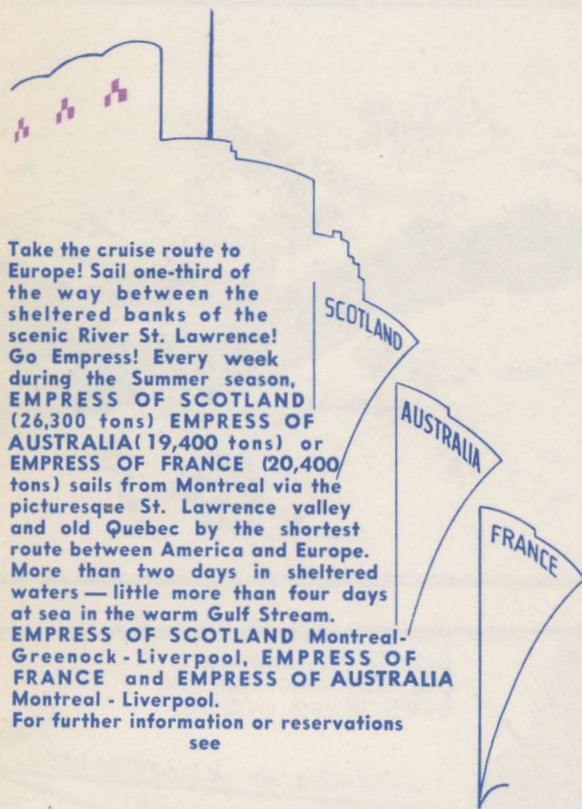 Take the cruise route to
Europe! Sail one-third of
the way between the
sheltered banks of the
scenic River St. Lawrence!
Go Empress! Every week
during the Summer season,
EMPRESS OF SCOTLAND
(26,300 tons) EMPRESS OF
AUSTRALIA(19,400 tons) or
EMPRESS OF FRANCE (20,400
tons) sails from Montreal via the
picturesque St. Lawrence valley
and old Quebec by the shortest
route between America and Europe.
More than two days in sheltered
waters — little more than four days
at sea in the warm Gulf Stream.
EMPRESS OF SCOTLAND Montreal-
Greenock - Liverpool, EMPRESS OF
FRANCE and EMPRESS OF AUSTRALIA
Montreal - Liverpool.
For further information or reservations
see
SCOTLAND
AUSTRALIA
FRANCE